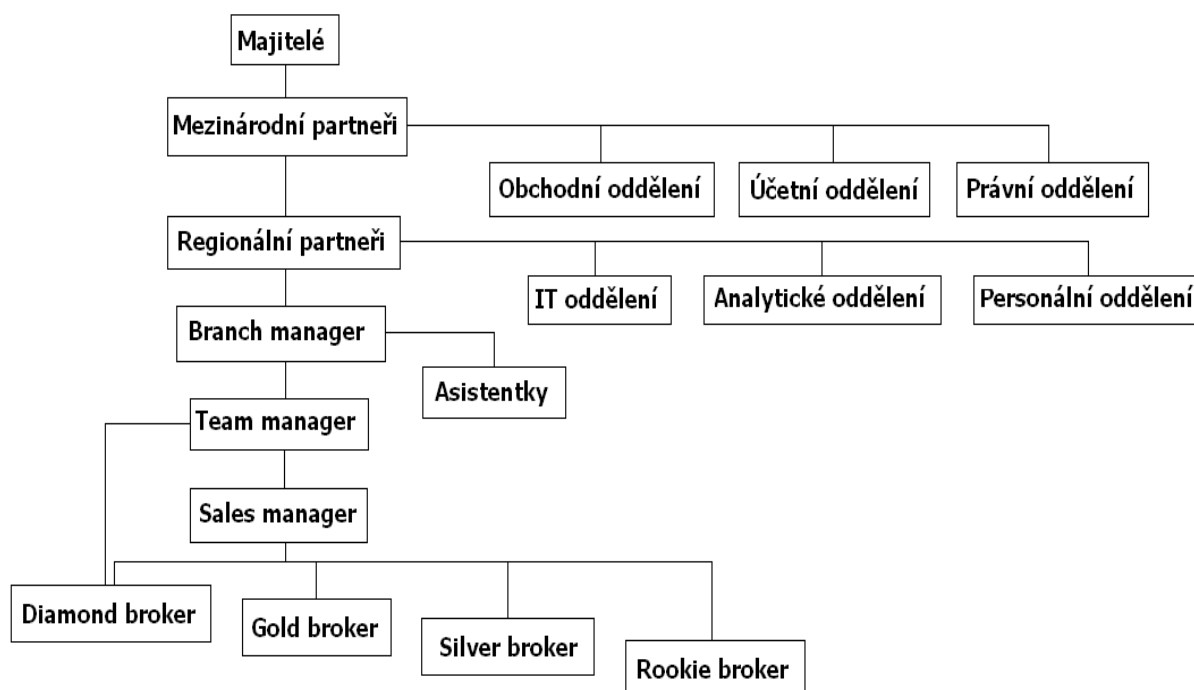 Majitelé
Mezinárodní partneři
Obchodní oddělení
Účetní oddělení
Právní oddělení
Regionální partneři
IT oddělení
Analytické oddělení
Personální oddělení
Branch manager
Asistentky
Team manager
Sales manager
Diamond broker
Gold broker
Silver broker
Rookie broker